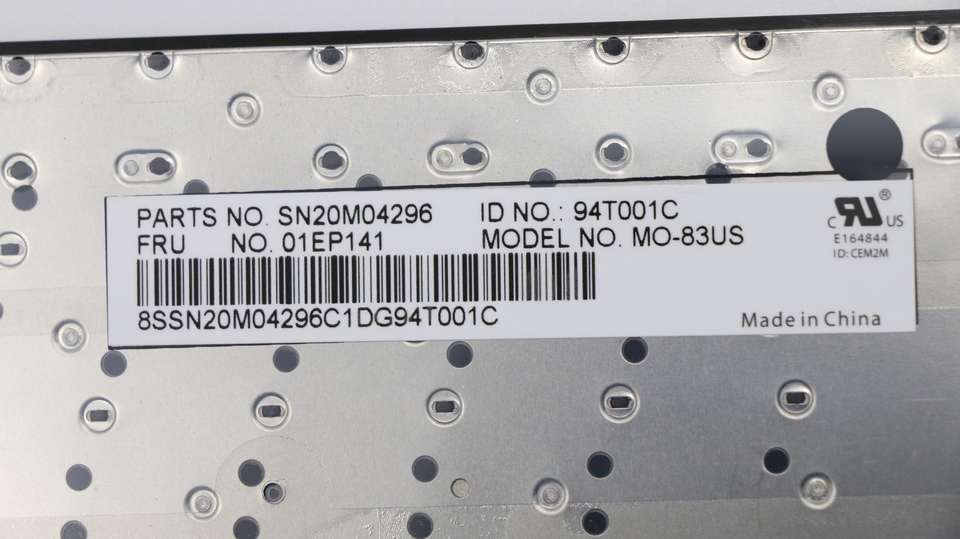 PARTS NO. SN20M04296 ID NO.: 94T001C
FRU NO. 01EP141 MODEL NO. MO-83US
8SSN20M04296C1DG94T001C
c RU ® US
E164844
ID: CEM2M
Made in China